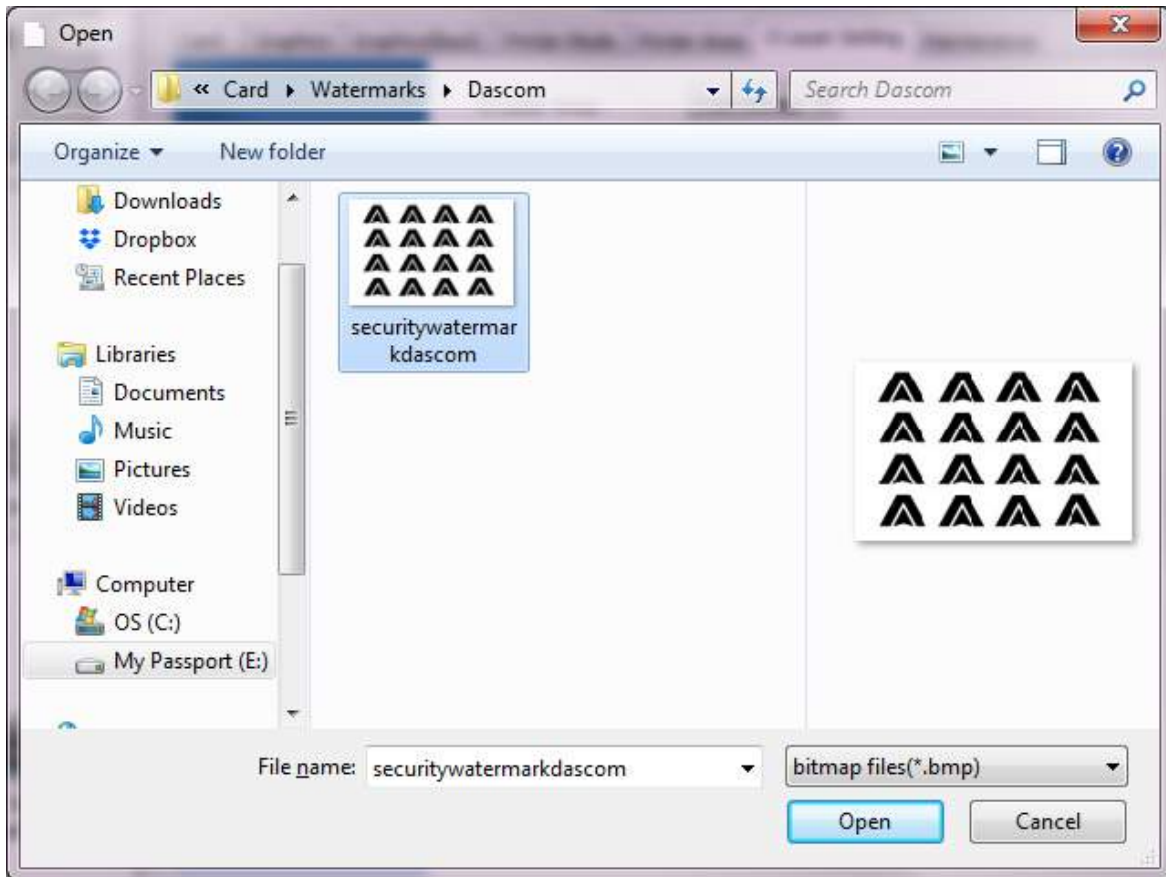 Open
« Card ▸ Watermarks ▸ Dascom
Search Dascom
Organize
New folder
Downloads
Dropbox
Recent Places
Libraries
Documents
Music
Pictures
Videos
Computer
OS (C:)
My Passport (E:)
securitywatermar
kdascom
File name: securitywatermarkdascom
bitmap files(*.bmp)
Open
Cancel